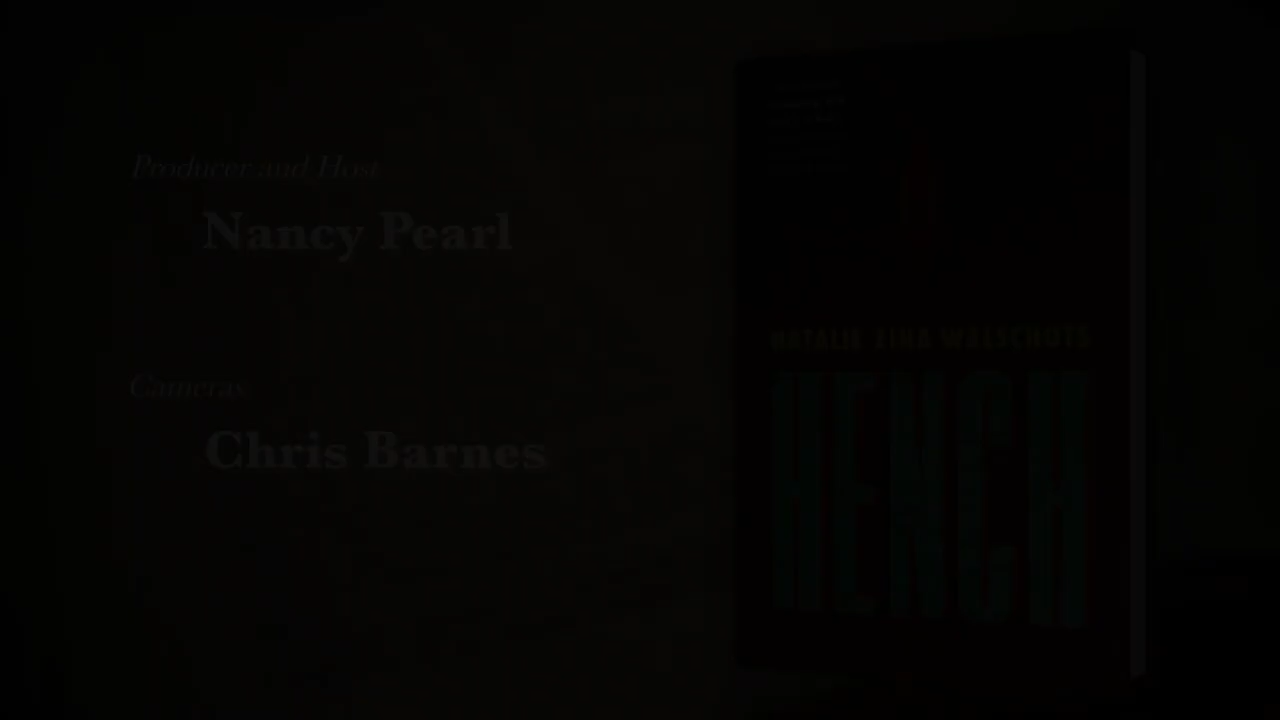 Producer and Host
Nancy Pearl
Cameras
Chris Barnes
NATALIE ZINA WALSCHOTS
HENCH